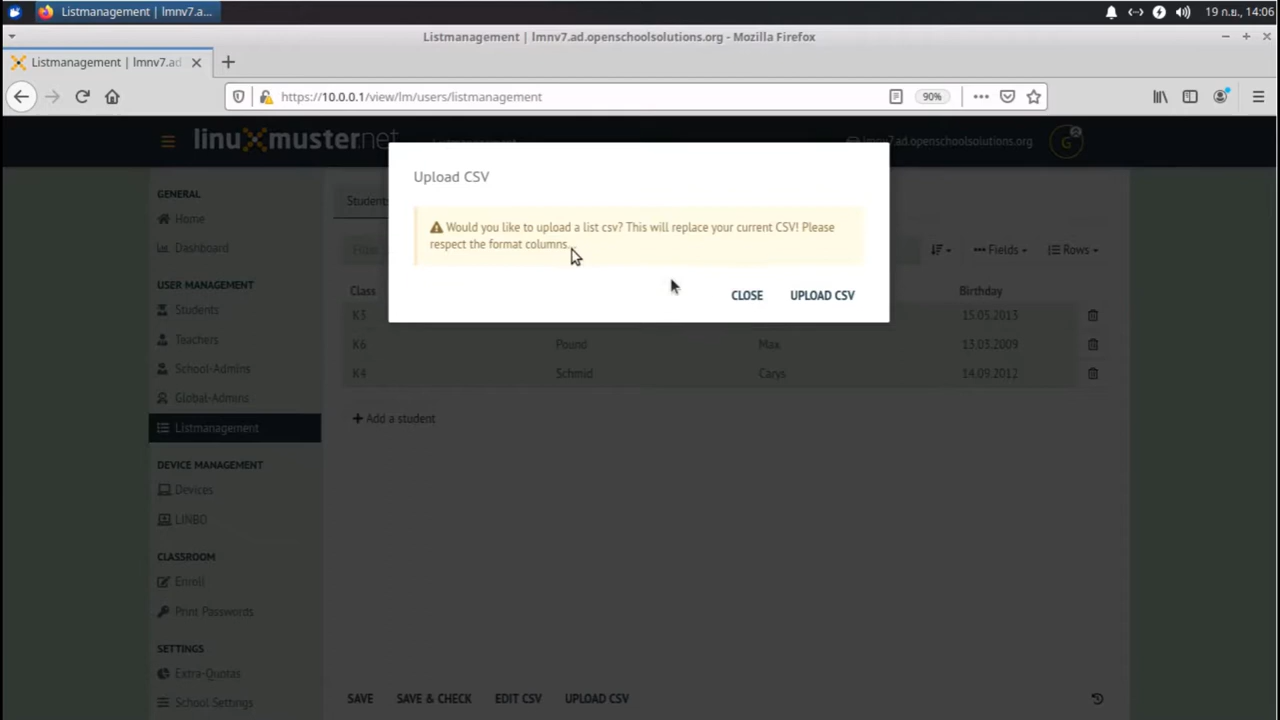 Listmanagement | lmnv7.a...
19 ก.ย., 14:06
Listmanagement | lmnv7.ad.openschoolsolutions.org - Mozilla Firefox
Listmanagement | lmnv7.ad
https://10.0.0.1/view/lm/users/listmanagement
90%
linuxmuster.net
lmnv7.ad.openschoolsolutions.org
G
Upload CSV
Would you like to upload a list csv? This will replace your current CSV! Please
respect the format columns.
CLOSE
UPLOAD CSV
GENERAL
Home
Dashboard
USER MANAGEMENT
Students
Teachers
School-Admins
Global-Admins
Listmanagement
DEVICE MANAGEMENT
Devices
LINBO
CLASSROOM
Enroll
Print Passwords
SETTINGS
Extra-Quotas
School Settings
Students
Fields
Rows
Class
Birthday
K5
15.05.2013
K6
Pound
Max
13.03.2009
K4
Schmid
Carys
14.09.2012
Add a student
SAVE
SAVE & CHECK
EDIT CSV
UPLOAD CSV